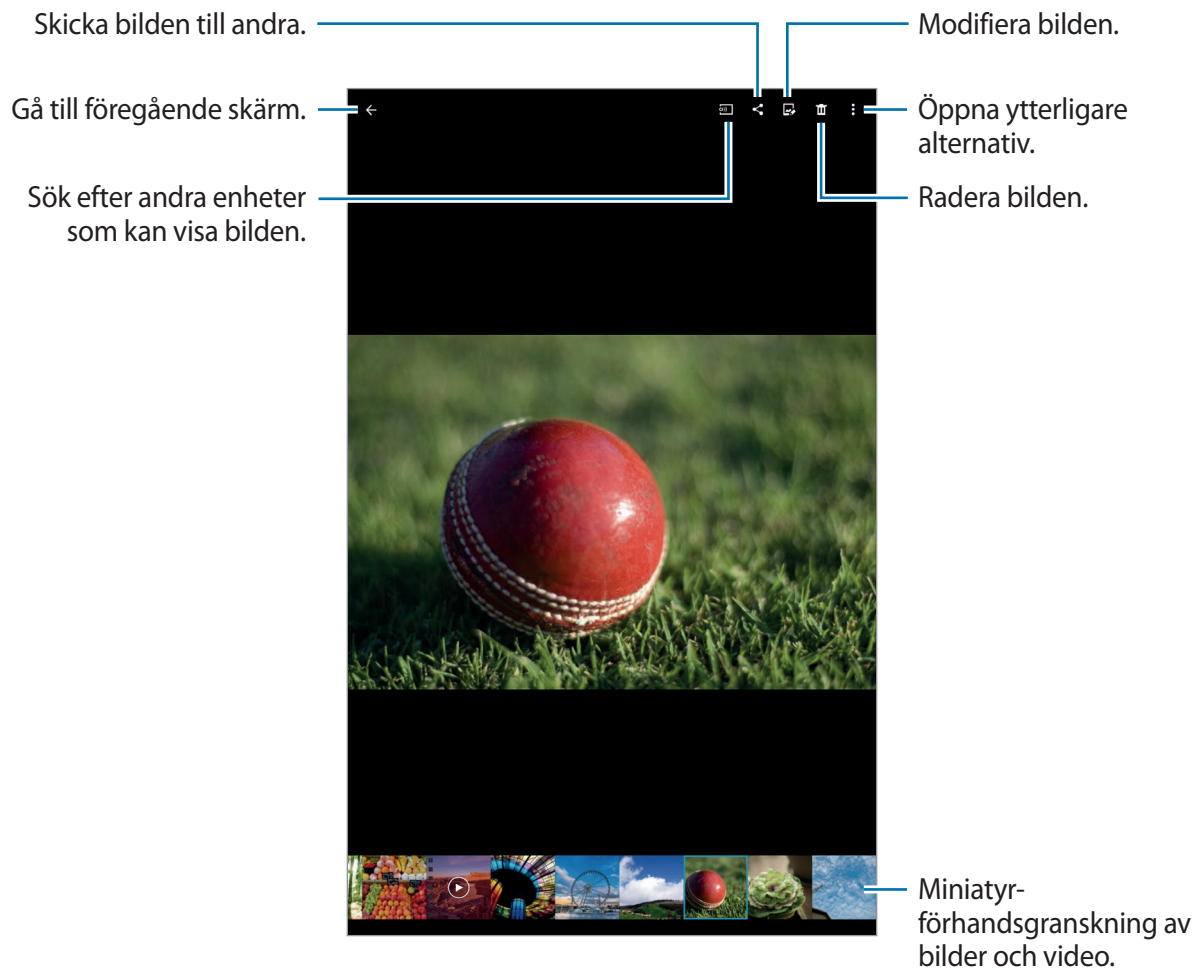 Skicka bilden till andra.
Modifiera bilden.
Gå till föregående skärm.
Öppna ytterligare
alternativ.
Sök efter andra enheter
som kan visa bilden.
Radera bilden.
Miniatyr-
förhandsgranskning av
bilder och video.